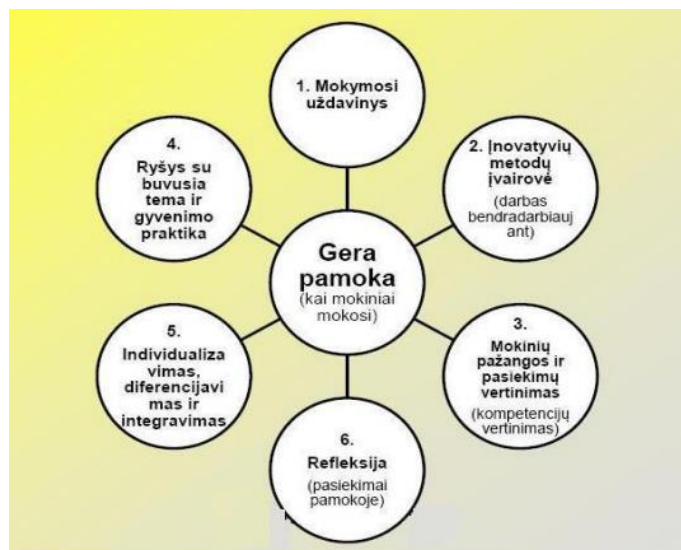 1. Mokymosi
uždavinys
2. Įnovatyvių
metodų
įvairovė
(darbas
bendradarbiauj
ant)
3.
Mokinių
pažangos ir
pasiekimų
vertinimas
(kompetencijų
vertinimas)
4.
Ryšys su
buvusia
tema ir
gyvenimo
praktika
5.
Individualiza
vimas,
diferencijavi
mas ir
integravimas
6.
Refleksija
(pasiekimai
pamokoje)
Gera
pamoka
(kai mokiniai
mokosi)